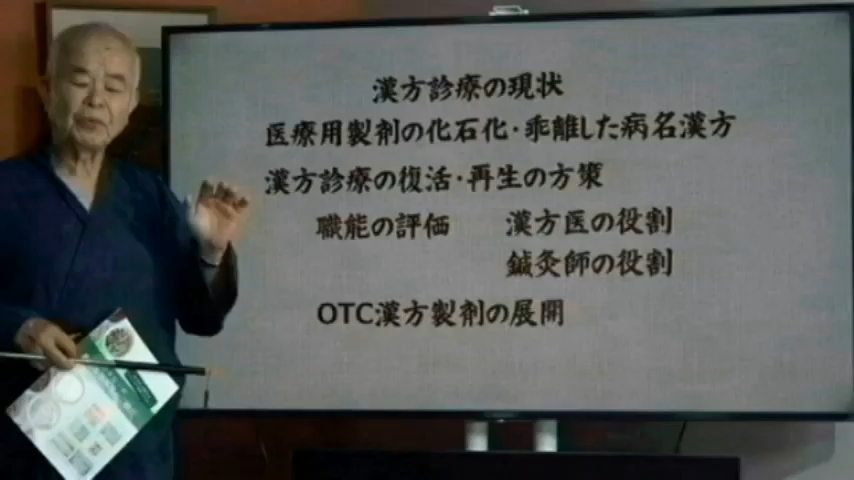 漢方診療の現状
医療用製剤の化石化・乖離した病名漢方
漢方診療の復活・再生の方策
職能の評価　漢方医の役割
鍼灸師の役割
OTC漢方製剤の展開